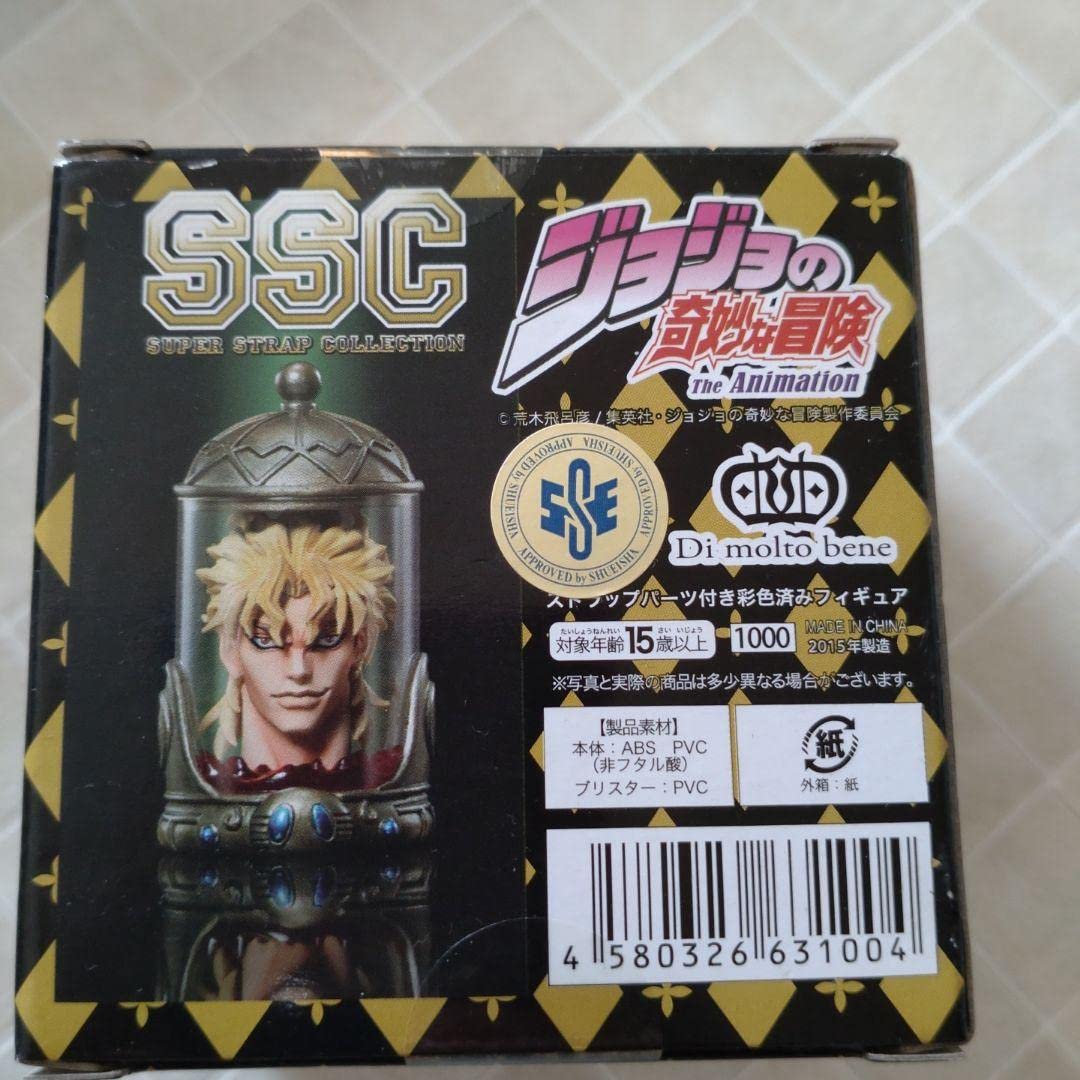 SSC
SUPER STRAP COLLECTION
ジョジョの
奇妙な冒険
The Animation
©荒木飛呂彦/集英社・ジョジョの奇妙な冒険製作委員会
APPROVED by SHUEISHA APPROVED by SHUEISHA APPROVED by SHUEISHA
SSE
Di molto bene
ストラップパーツ付き彩色済みフィギュア
たいしょうねんれい さい いじょう
対象年齢15歳以上
1000
MADE IN CHINA
2015年製造
※写真と実際の商品は多少異なる場合がございます。
【製品素材】
本体：ABS PVC
（非フタル酸）
ブリスター：PVC
紙
外箱：紙
4 580326 631004